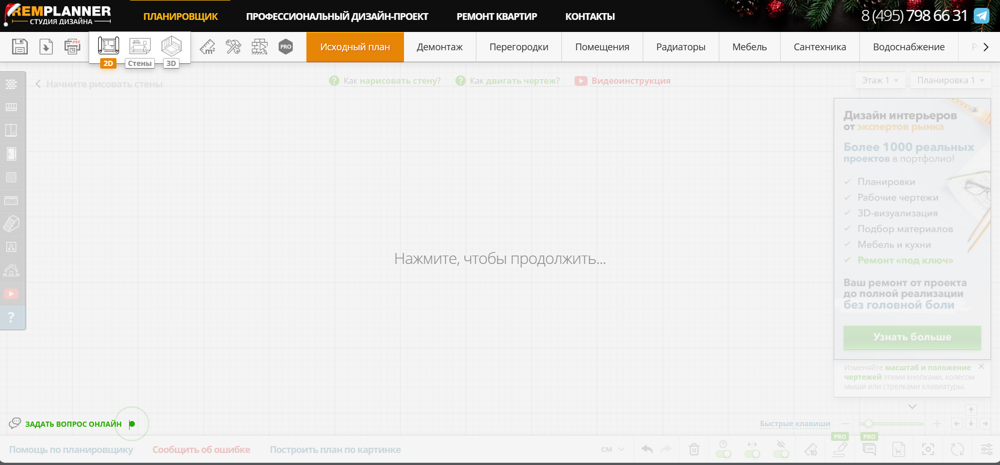 REMPLANNER
СТУДИЯ ДИЗАЙНА
ПЛАНИРОВЩИК
ПРОФЕССИОНАЛЬНЫЙ ДИЗАЙН-ПРОЕКТ
РЕМОНТ КВАРТИР
КОНТАКТЫ
8 (495) 798 66 31
PDF
m²
PRO
2D
Стены
3D
Исходный план
Демонтаж
Перегородки
Помещения
Радиаторы
Мебель
Сантехника
Водоснабжение
Начните рисовать стены
? Как нарисовать стену?
? Как двигать чертеж?
Видеоинструкция
Этаж 1
Планировка 1
Дизайн интерьеров
от экспертов рынка
Более 1000 реальных
проектов в портфолио!
Планировки
Рабочие чертежи
3D-визуализация
Подбор материалов
Мебель и кухни
Ремонт «под ключ»
Ваш ремонт от проекта
до полной реализации
без головной боли
Узнать больше
Нажмите, чтобы продолжить...
?
Изменяйте масштаб и положение
чертежей этими кнопками, колесом
мыши или стрелками клавиатуры.
ЗАДАТЬ ВОПРОС ОНЛАЙН
Быстрые клавиши
PRO
PRO
Помощь по планировщику
Сообщить об ошибке
Построить план по картинке
см
?
10